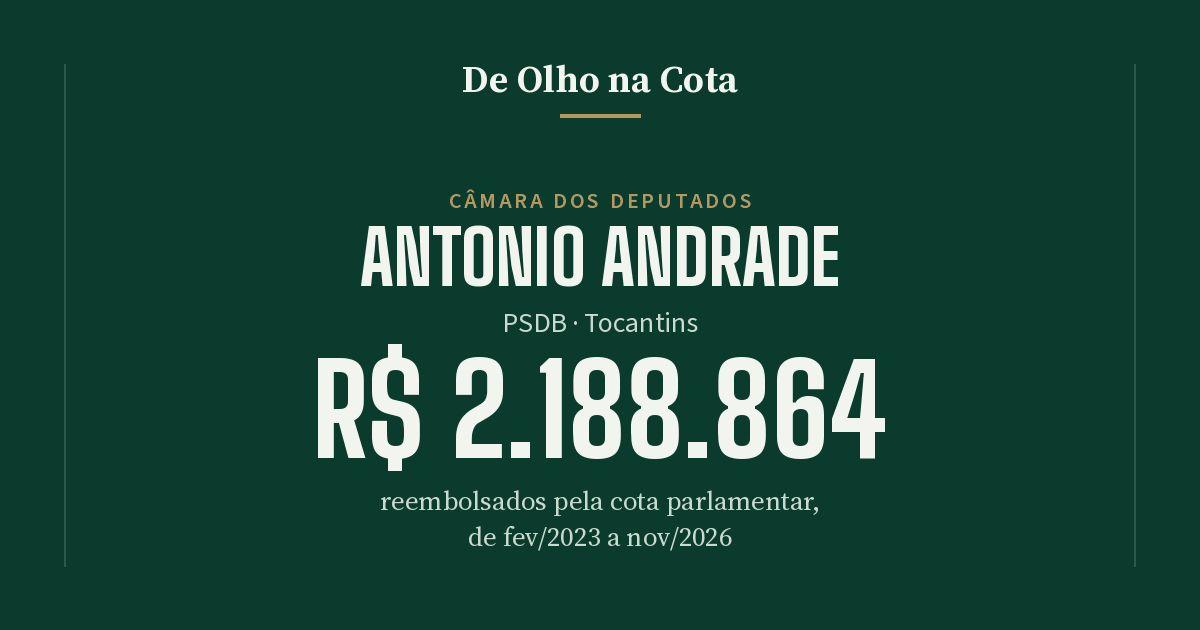 De Olho na Cota
CÂMARA DOS DEPUTADOS
ANTONIO ANDRADE
PSDB · Tocantins
R$ 2.188.864
reembolsados pela cota parlamentar,
de fev/2023 a nov/2026